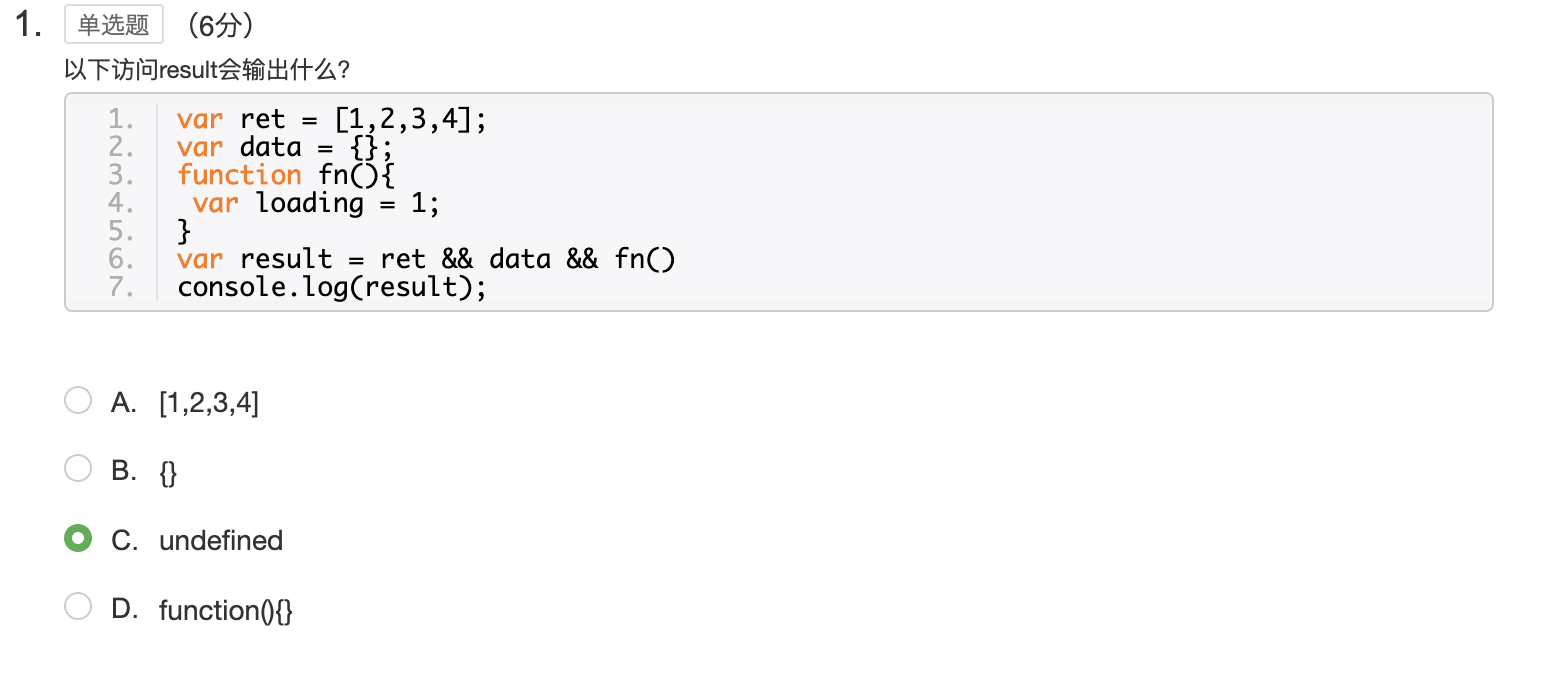 1. 单选题 (6分)
以下访问result会输出什么?
1. var ret = [1,2,3,4];
2. var data = {};
3. function fn(){
4. var loading = 1;
5. }
6. var result = ret && data && fn()
7. console.log(result);
A. [1,2,3,4]
B. {}
C. undefined
D. function(){}